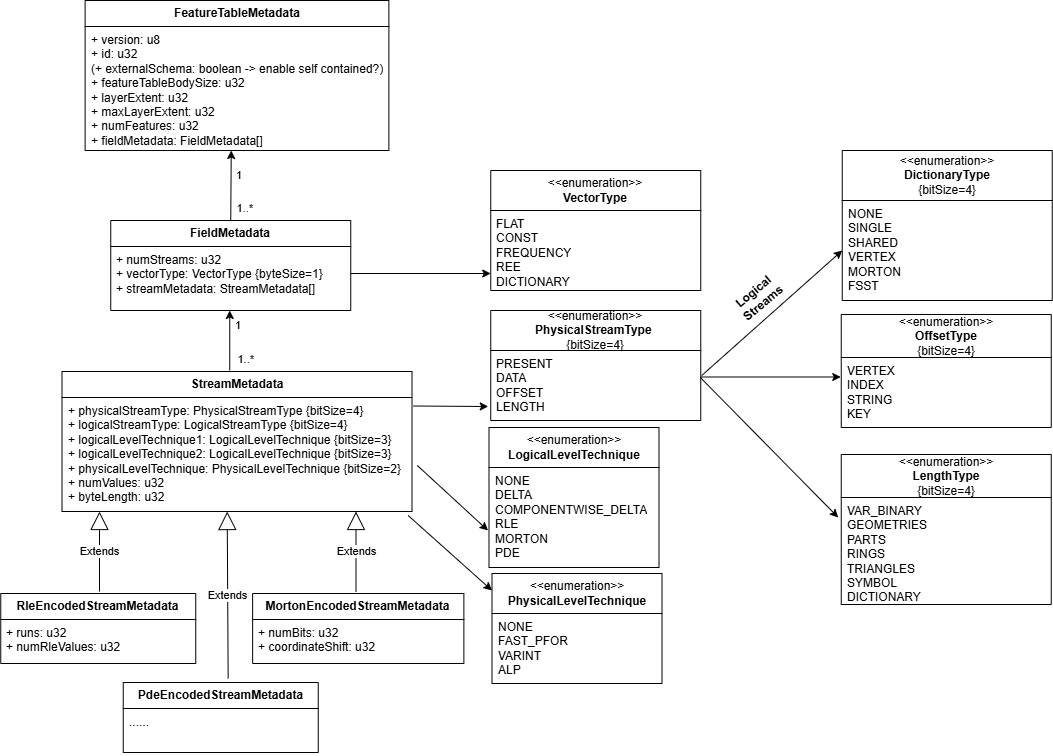 FeatureTableMetadata
+ version: u8
+ id: u32
(+ externalSchema: boolean -> enable self contained?)
+ featureTableBodySize: u32
+ layerExtent: u32
+ maxLayerExtent: u32
+ numFeatures: u32
+ fieldMetadata: FieldMetadata[]
1
1..*
FieldMetadata
+ numStreams: u32
+ vectorType: VectorType {byteSize=1}
+ streamMetadata: StreamMetadata[]
1
1..*
StreamMetadata
+ physicalStreamType: PhysicalStreamType {bitSize=4}
+ logicalStreamType: LogicalStreamType {bitSize=4}
+ logicalLevelTechnique1: LogicalLevelTechnique {bitSize=3}
+ logicalLevelTechnique2: LogicalLevelTechnique {bitSize=3}
+ physicalLevelTechnique: PhysicalLevelTechnique {bitSize=2}
+ numValues: u32
+ byteLength: u32
Extends
Extends
Extends
RleEncodedStreamMetadata
+ runs: u32
+ numRleValues: u32
MortonEncodedStreamMetadata
+ numBits: u32
+ coordinateShift: u32
PdeEncodedStreamMetadata
......
<<enumeration>>
VectorType
FLAT
CONST
FREQUENCY
REE
DICTIONARY
<<enumeration>>
PhysicalStreamType
{bitSize=4}
PRESENT
DATA
OFFSET
LENGTH
<<enumeration>>
LogicalLevelTechnique
NONE
DELTA
COMPONENTWISE_DELTA
RLE
MORTON
PDE
<<enumeration>>
PhysicalLevelTechnique
NONE
FAST_PFOR
VARINT
ALP
Logical
Streams
<<enumeration>>
DictionaryType
{bitSize=4}
NONE
SINGLE
SHARED
VERTEX
MORTON
FSST
<<enumeration>>
OffsetType
{bitSize=4}
VERTEX
INDEX
STRING
KEY
<<enumeration>>
LengthType
{bitSize=4}
VAR_BINARY
GEOMETRIES
PARTS
RINGS
TRIANGLES
SYMBOL
DICTIONARY